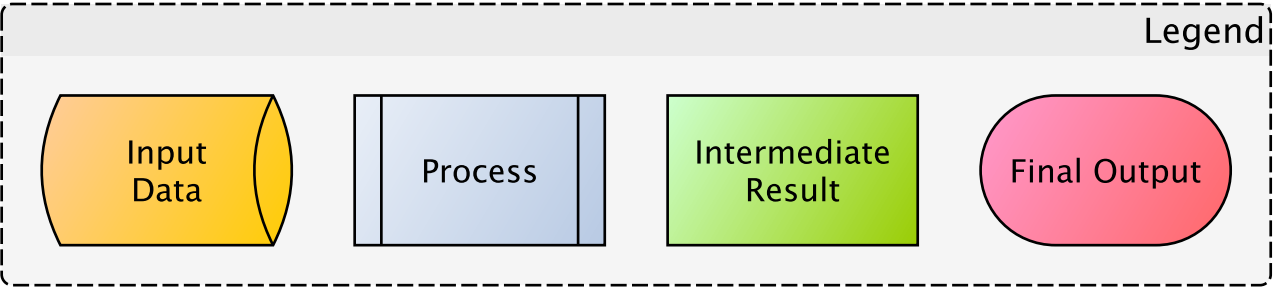 Legend
Input
Data
Process
Intermediate
Result
Final Output